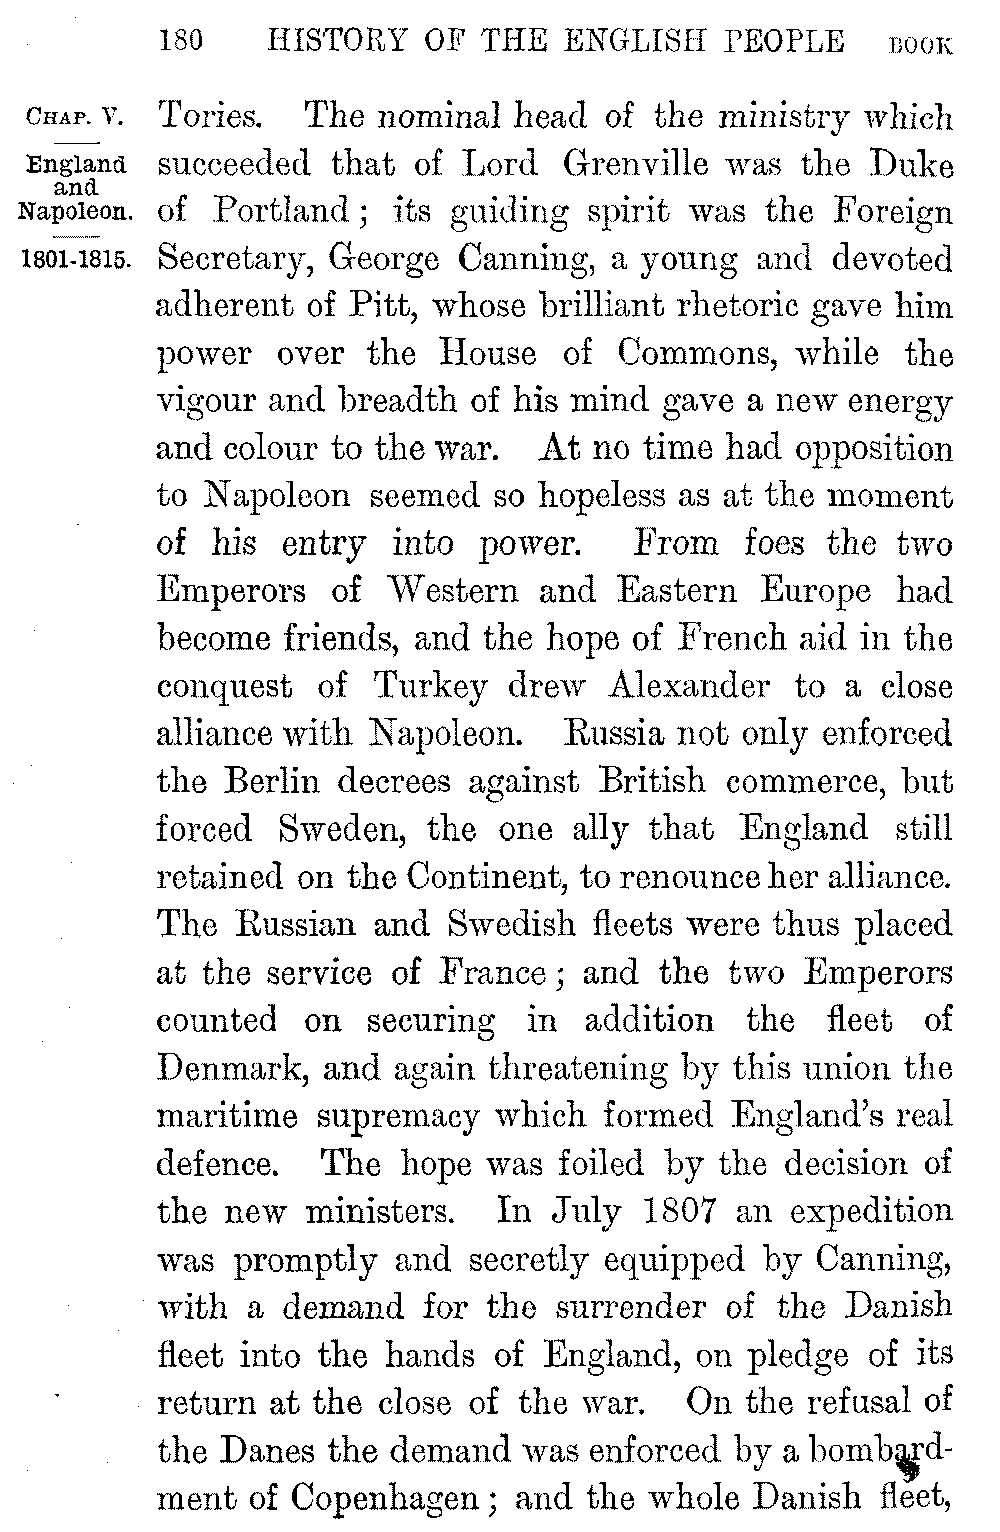 180 HISTORY OF THE ENGLISH PEOPLE BOOK
CHAP. V.
England
and
Napoleon.
1801-1815.
Tories. The nominal head of the ministry which
succeeded that of Lord Grenville was the Duke
of Portland; its guiding spirit was the Foreign
Secretary, George Canning, a young and devoted
adherent of Pitt, whose brilliant rhetoric gave him
power over the House of Commons, while the
vigour and breadth of his mind gave a new energy
and colour to the war. At no time had opposition
to Napoleon seemed so hopeless as at the moment
of his entry into power. From foes the two
Emperors of Western and Eastern Europe had
become friends, and the hope of French aid in the
conquest of Turkey drew Alexander to a close
alliance with Napoleon. Russia not only enforced
the Berlin decrees against British commerce, but
forced Sweden, the one ally that England still
retained on the Continent, to renounce her alliance.
The Russian and Swedish fleets were thus placed
at the service of France; and the two Emperors
counted on securing in addition the fleet of
Denmark, and again threatening by this union the
maritime supremacy which formed England's real
defence. The hope was foiled by the decision of
the new ministers. In July 1807 an expedition
was promptly and secretly equipped by Canning,
with a demand for the surrender of the Danish
fleet into the hands of England, on pledge of its
return at the close of the war. On the refusal of
the Danes the demand was enforced by a bombard-
ment of Copenhagen; and the whole Danish fleet,